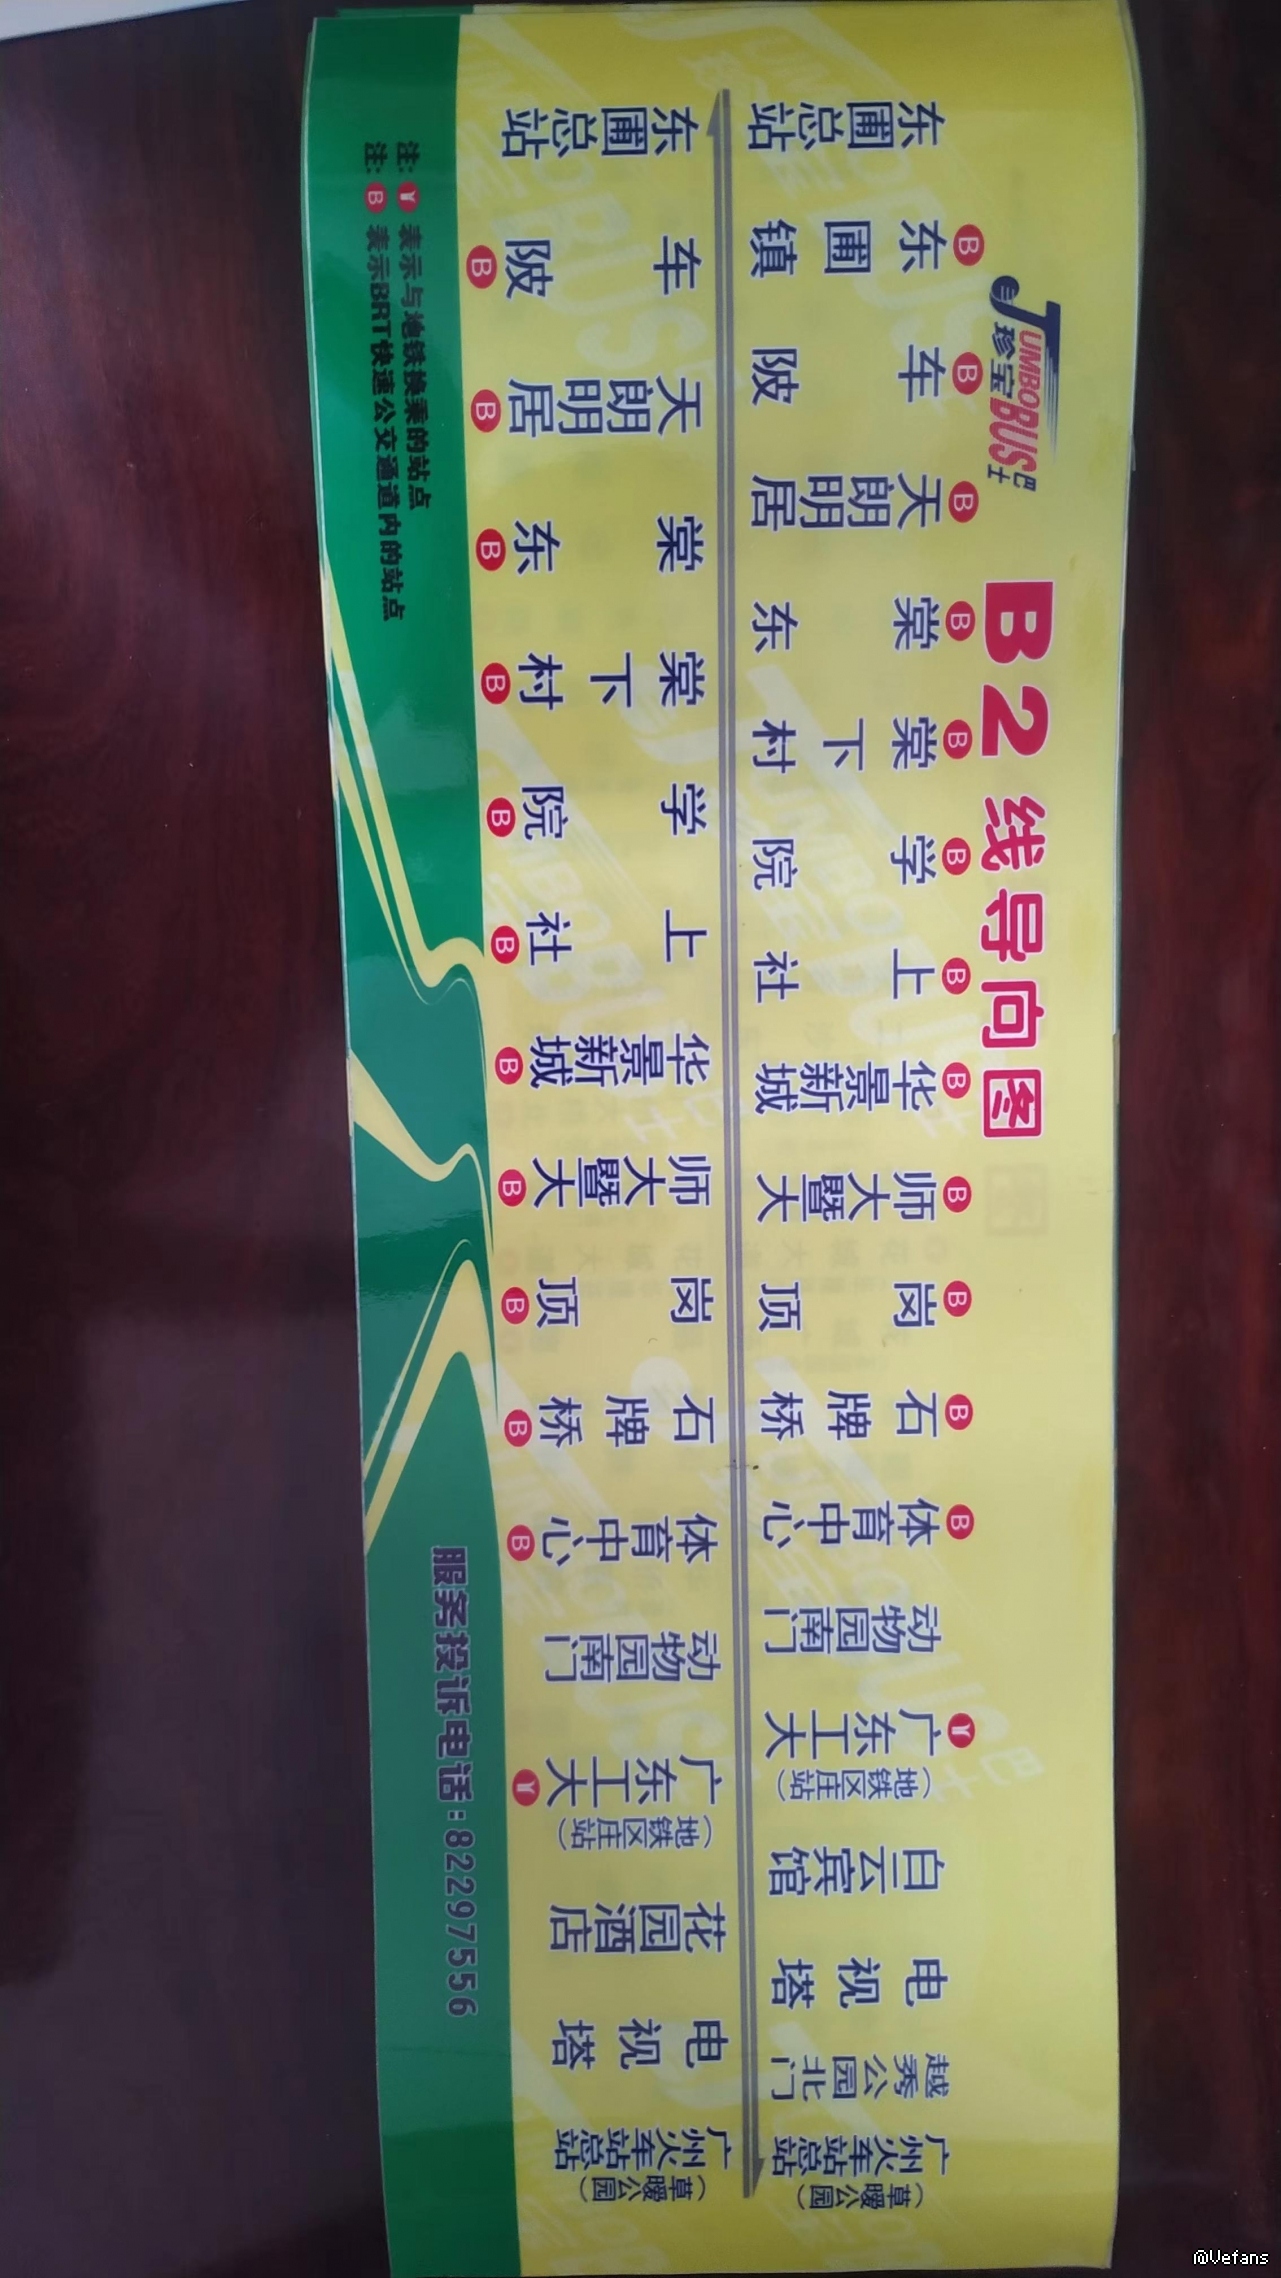 JUMBOBUS
珍宝巴士
B2线导向图
B B B B B B B B B B B B B Y
东圃总站 东圃镇 车陂 天朗明居 棠东 棠下村 学院 上社 华景新城 师大暨大 岗顶 石牌桥 体育中心 动物园南门 广东工大(地铁区庄站) 白云宾馆 电视塔 越秀公园北门 广州火车站总站(草暖公园)
东圃总站 车陂 天朗明居 棠东 棠下村 学院 上社 华景新城 师大暨大 岗顶 石牌桥 体育中心 动物园南门 广东工大(地铁区庄站) 花园酒店 电视塔 广州火车站总站(草暖公园)
B B B B B B B B B B B B Y
注: Y 表示与地铁换乘的站点
注: B 表示BRT快速公交通道内的站点
服务投诉电话:82297556
@Vefans